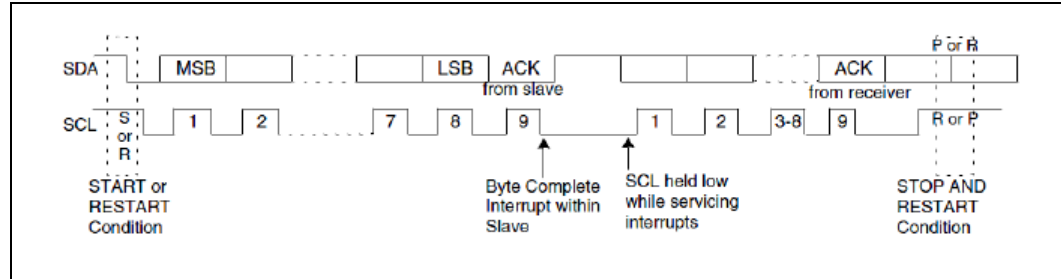 P or R
SDA MSB LSB ACK ACK
from slave from receiver
SCL S or R 1 2 7 8 9 1 2 3-8 9 R or P
START or
RESTART
Condition
Byte Complete
Interrupt within
Slave
SCL held low
while servicing
interrupts
STOP AND
RESTART
Condition